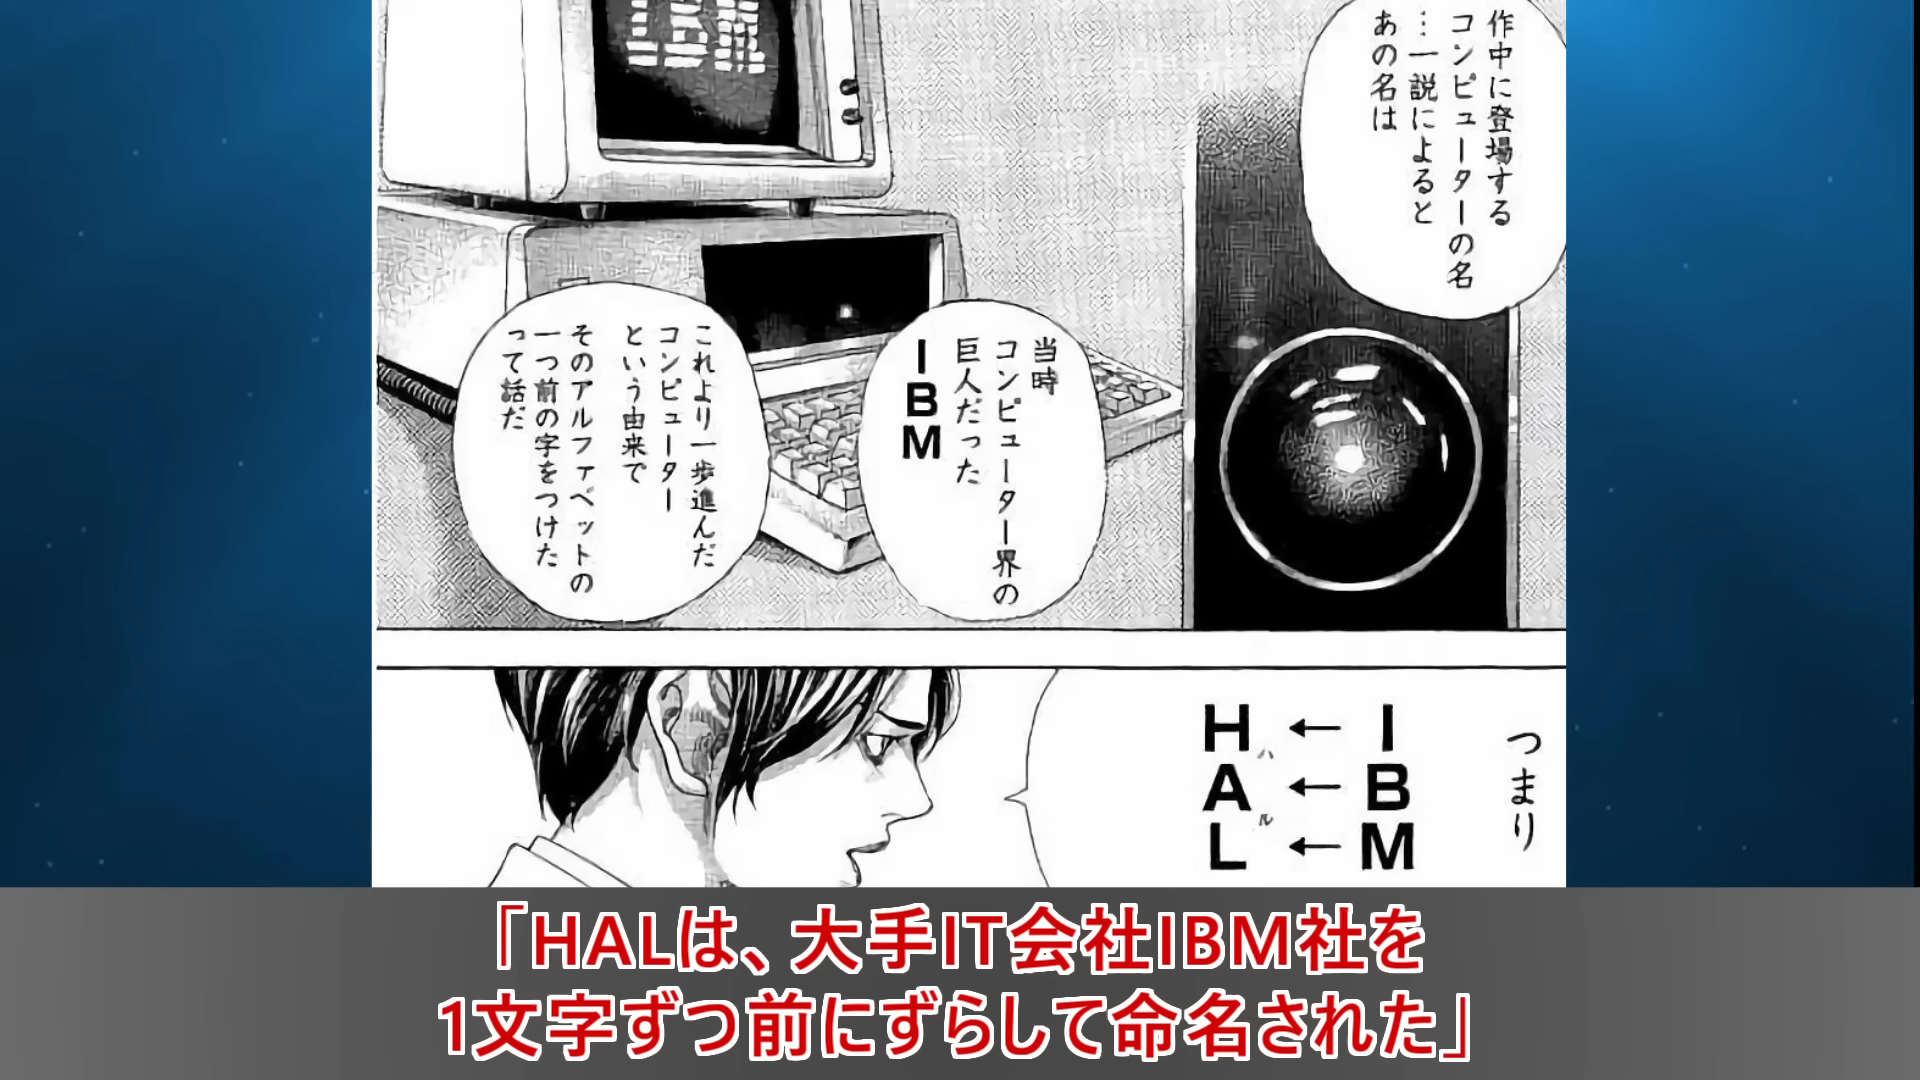 作中に登場する
コンピューターの名
…一説によると
あの名は
当時
コンピューター界の
巨人だった
IBM
これより一歩進んだ
コンピューター
という由来で
そのアルファベットの
一つ前の字をつけた
って話だ
つまり
IBM
←←←
HAL
ハル
「HALは、大手IT会社IBM社を
1文字ずつ前にずらして命名された」